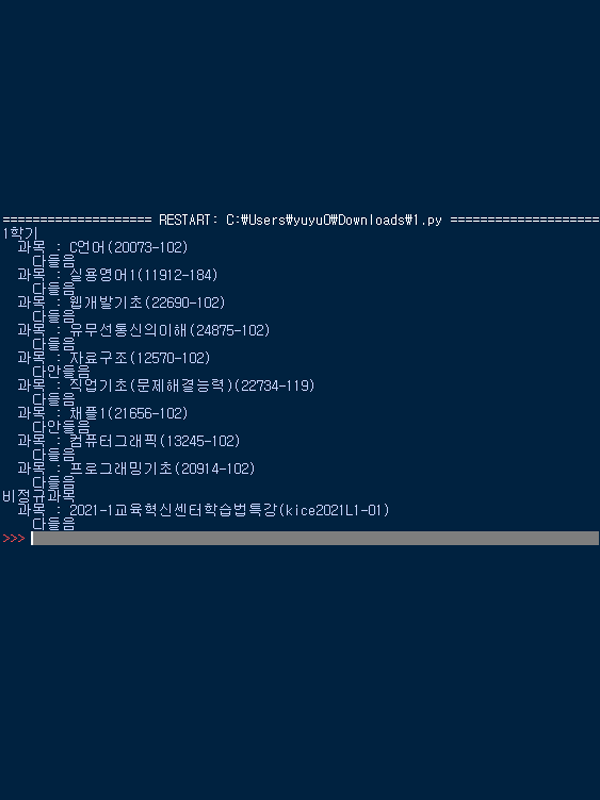 ==================== RESTART: C:\Users\yuyu0\Downloads\1.py ====================
1학기
과목 : C언어(20073-102)
다들음
과목 : 실용영어1(11912-184)
다들음
과목 : 웹개발기초(22690-102)
다들음
과목 : 유무선통신의이해(24875-102)
다들음
과목 : 자료구조(12570-102)
다안들음
과목 : 직업기초(문제해결능력)(22734-119)
다들음
과목 : 채플1(21656-102)
다안들음
과목 : 컴퓨터그래픽(13245-102)
다들음
과목 : 프로그래밍기초(20914-102)
다들음
비정규과목
과목 : 2021-1교육혁신센터학습법특강(kice2021L1-01)
다들음
>>>